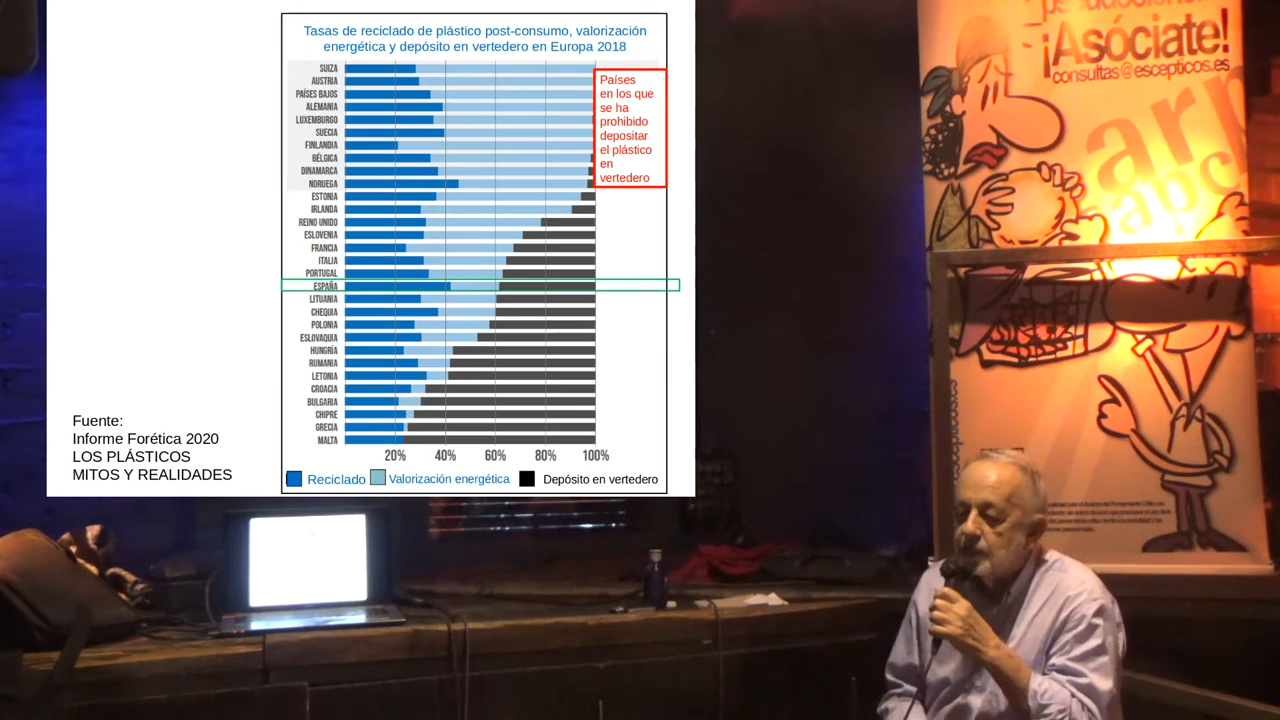 Tasas de reciclado de plástico post-consumo, valorización
energética y depósito en vertedero en Europa 2018
SUIZA
AUSTRIA
PAÍSES BAJOS
ALEMANIA
LUXEMBURGO
SUECIA
FINLANDIA
BÉLGICA
DINAMARCA
NORUEGA
ESTONIA
IRLANDA
REINO UNIDO
ESLOVENIA
FRANCIA
ITALIA
PORTUGAL
ESPAÑA
LITUANIA
CHEQUIA
POLONIA
ESLOVAQUIA
HUNGRÍA
RUMANIA
LETONIA
CROACIA
BULGARIA
CHIPRE
GRECIA
MALTA
Países
en los que
se ha
prohibido
depositar
el plástico
en
vertedero
20% 40% 60% 80% 100%
Reciclado Valorización energética Depósito en vertedero
Fuente:
Informe Forética 2020
LOS PLÁSTICOS
MITOS Y REALIDADES
¡Asóciate!
consultas@escepticos.es
arp
sapc